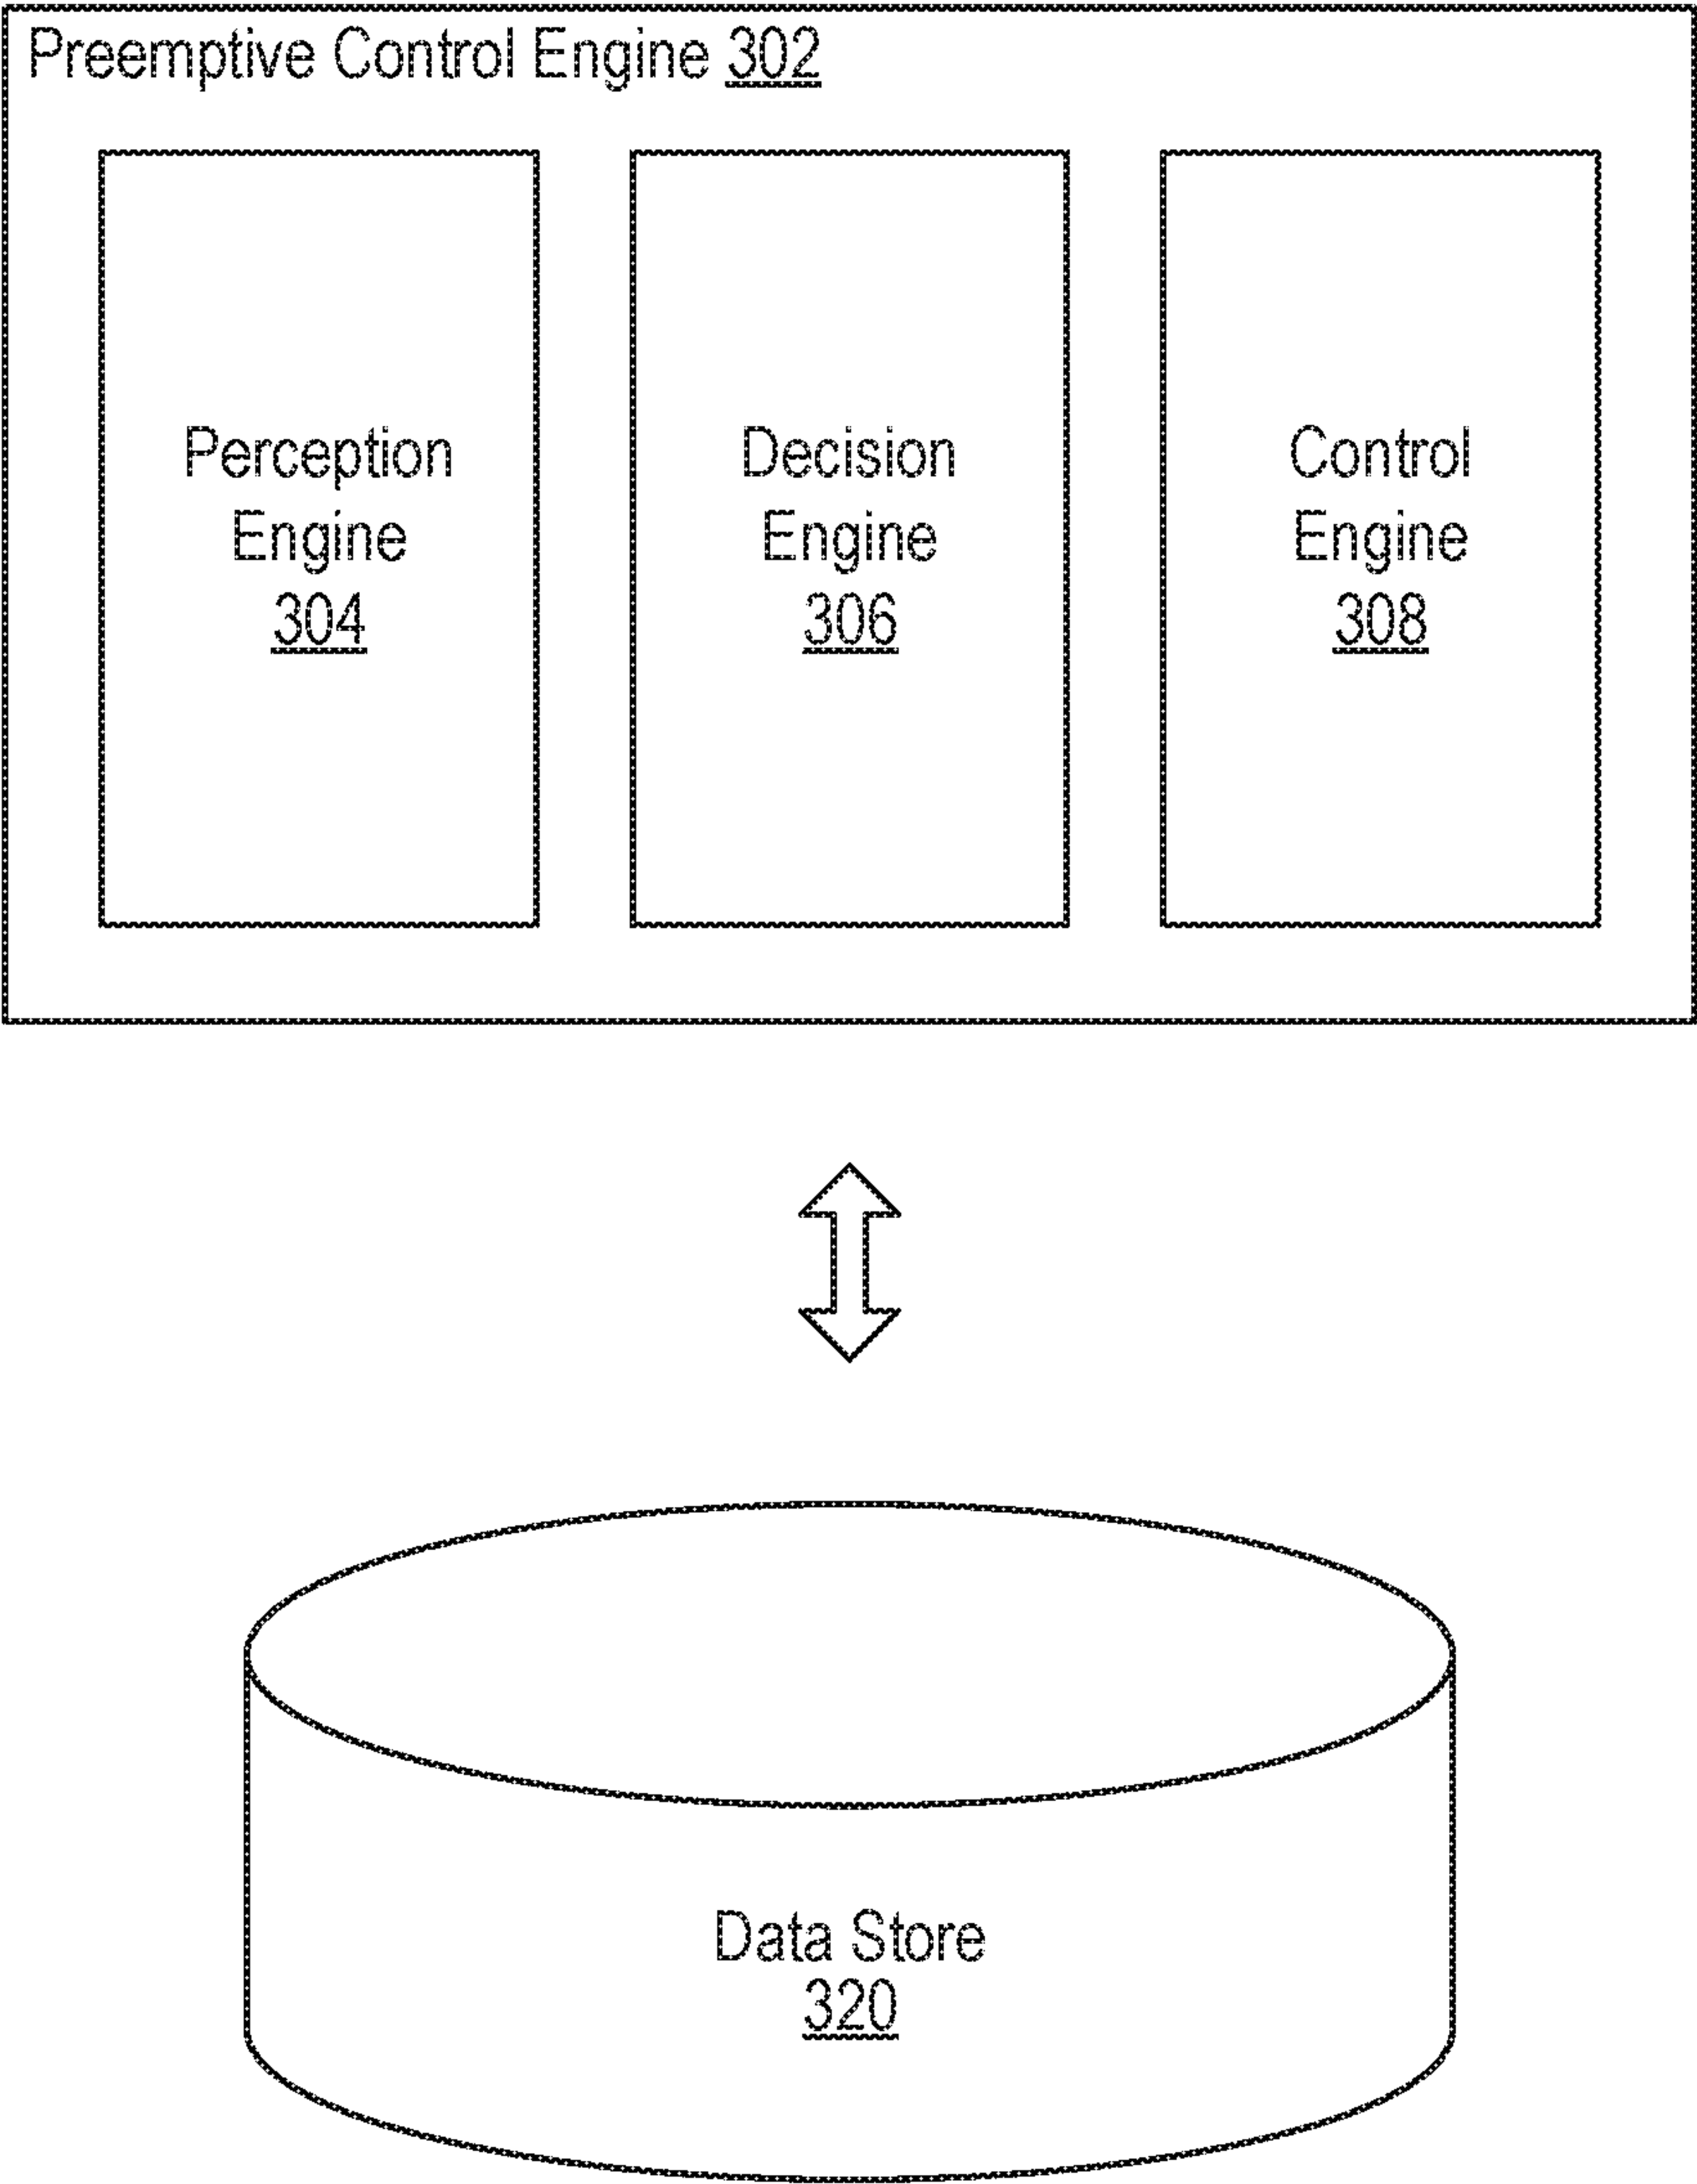 Preemptive Control Engine 302
Perception
Engine
304
Decision
Engine
306
Control
Engine
308
Data Store
320